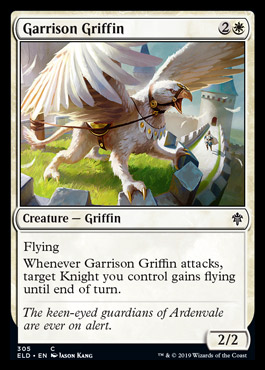 Garrison Griffin 2
Creature — Griffin
Flying
Whenever Garrison Griffin attacks,
target Knight you control gains flying
until end of turn.
The keen-eyed guardians of Ardenvale
are ever on alert.
2/2
305 C
ELD • EN Jason Kang
™ & © 2019 Wizards of the Coast